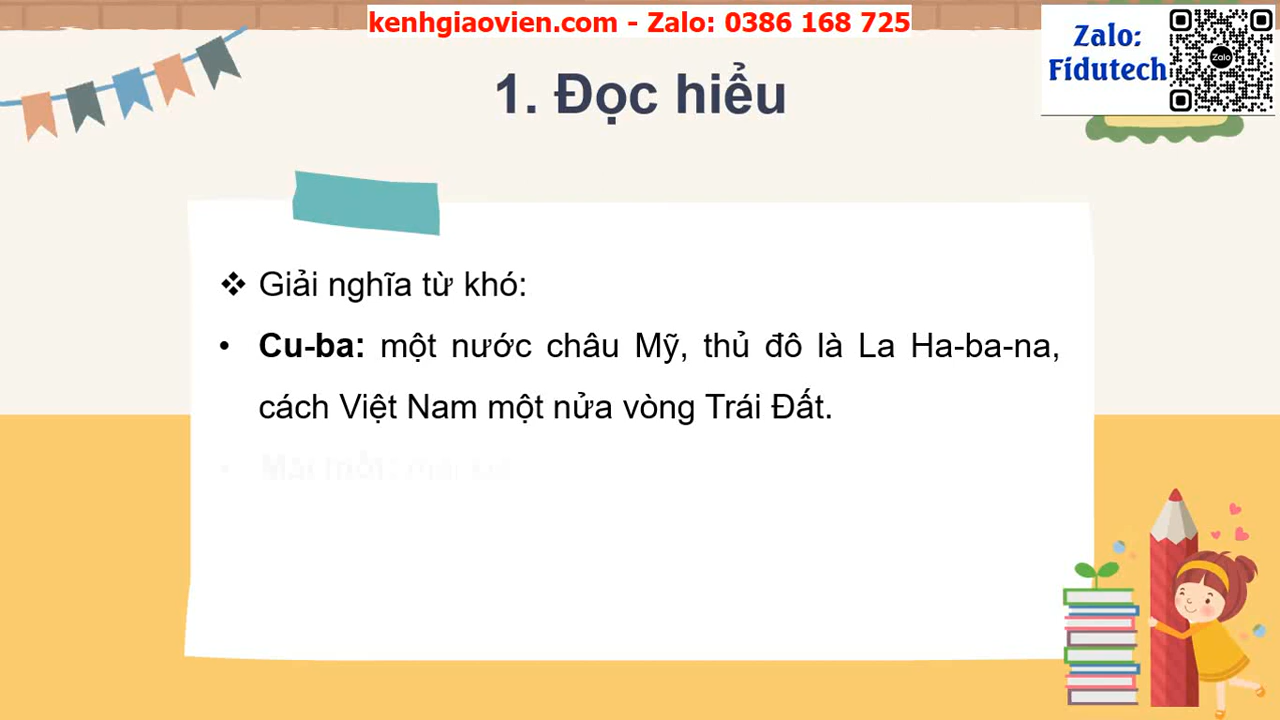 kenhgiaovien.com - Zalo: 0386 168 725
Zalo:
Fidutech
Zalo
1. Đọc hiểu
❖ Giải nghĩa từ khó:
• Cu-ba: một nước châu Mỹ, thủ đô là La Ha-ba-na,
cách Việt Nam một nửa vòng Trái Đất.